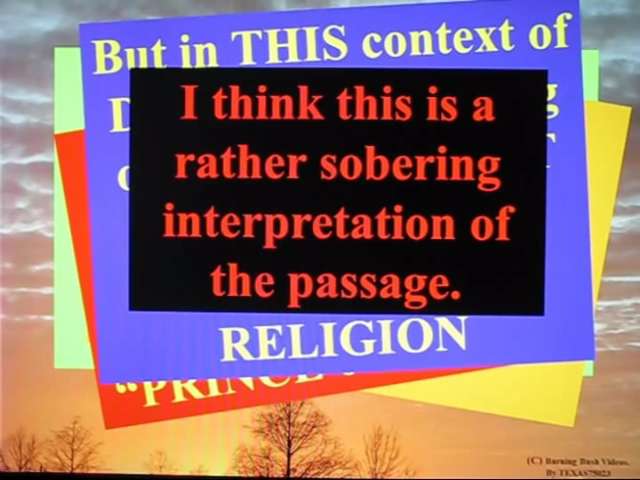 But in THIS context of
I think this is a
rather sobering
interpretation of
the passage.
RELIGION
“PRINCE
(C) Burning Bush Videos.
By TEXAS75023